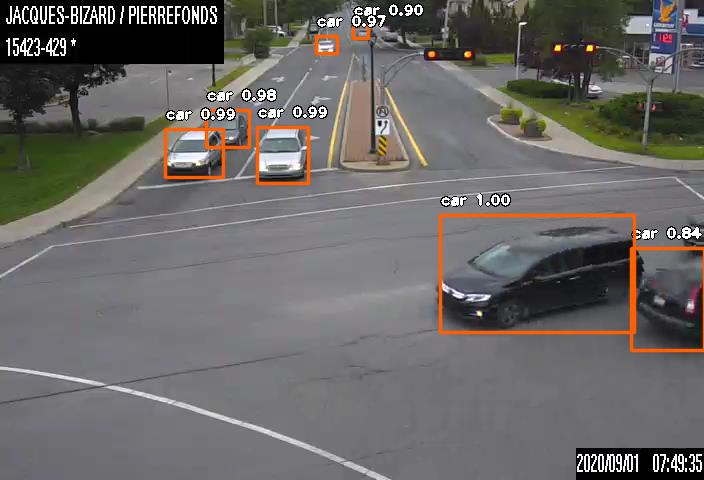 JACQUES-BIZARD / PIERREFONDS
15423-429 *
car 0.90
car 0.97
car 0.98
car 0.99
car 0.99
car 1.00
car 0.84
2020/09/01 07:49:35